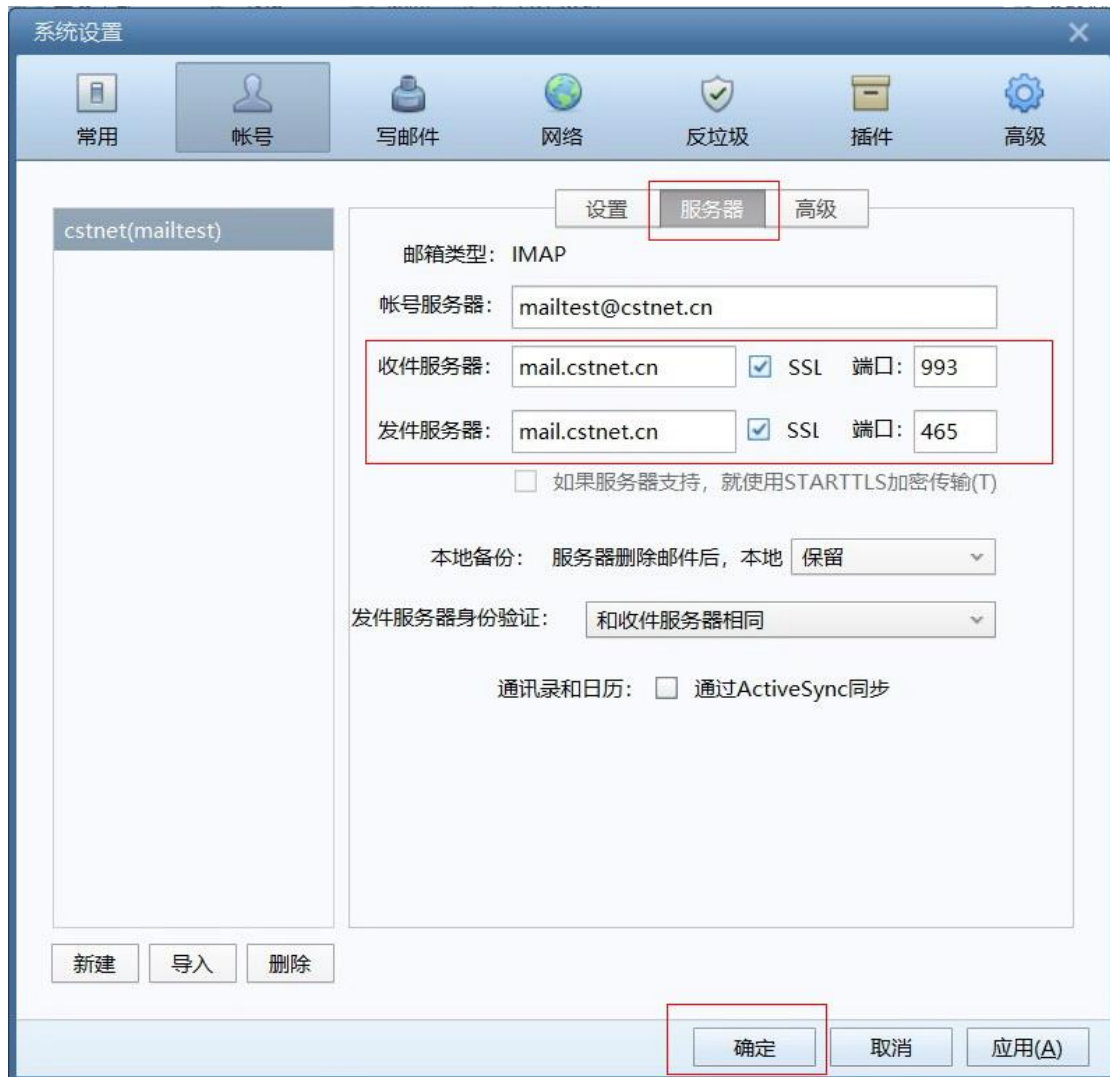 系统设置
常用 帐号 写邮件 网络 反垃圾 插件 高级
设置 服务器 高级
cstnet(mailtest)
邮箱类型: IMAP
帐号服务器: mailtest@cstnet.cn
收件服务器: mail.cstnet.cn SSL 端口: 993
发件服务器: mail.cstnet.cn SSL 端口: 465
如果服务器支持，就使用STARTTLS加密传输(T)
本地备份: 服务器删除邮件后，本地 保留
发件服务器身份验证: 和收件服务器相同
通讯录和日历: 通过ActiveSync同步
新建 导入 删除
确定 取消 应用(A)